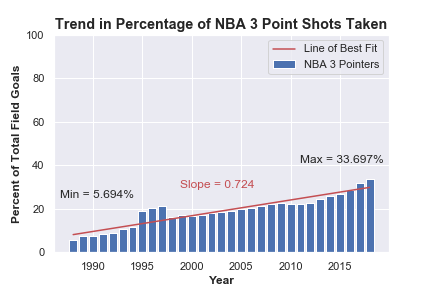 Trend in Percentage of NBA 3 Point Shots Taken
100
80
60
40
20
0
Percent of Total Field Goals
Line of Best Fit
NBA 3 Pointers
Max = 33.697%
Slope = 0.724
Min = 5.694%
1990 1995 2000 2005 2010 2015
Year